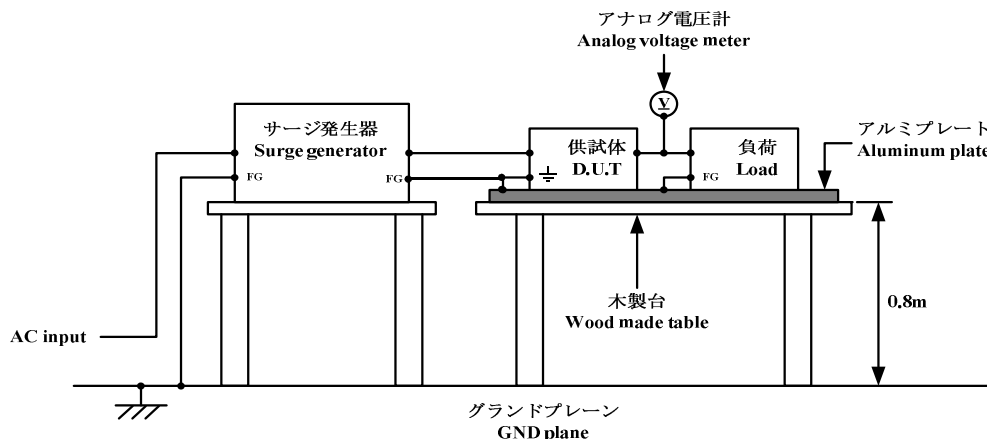 アナログ電圧計
Analog voltage meter
V
サージ発生器
Surge generator
FG
FG
供試体
D.U.T
負荷
Load
FG
アルミプレート
Aluminum plate
木製台
Wood made table
0.8m
AC input
グランドプレーン
GND plane